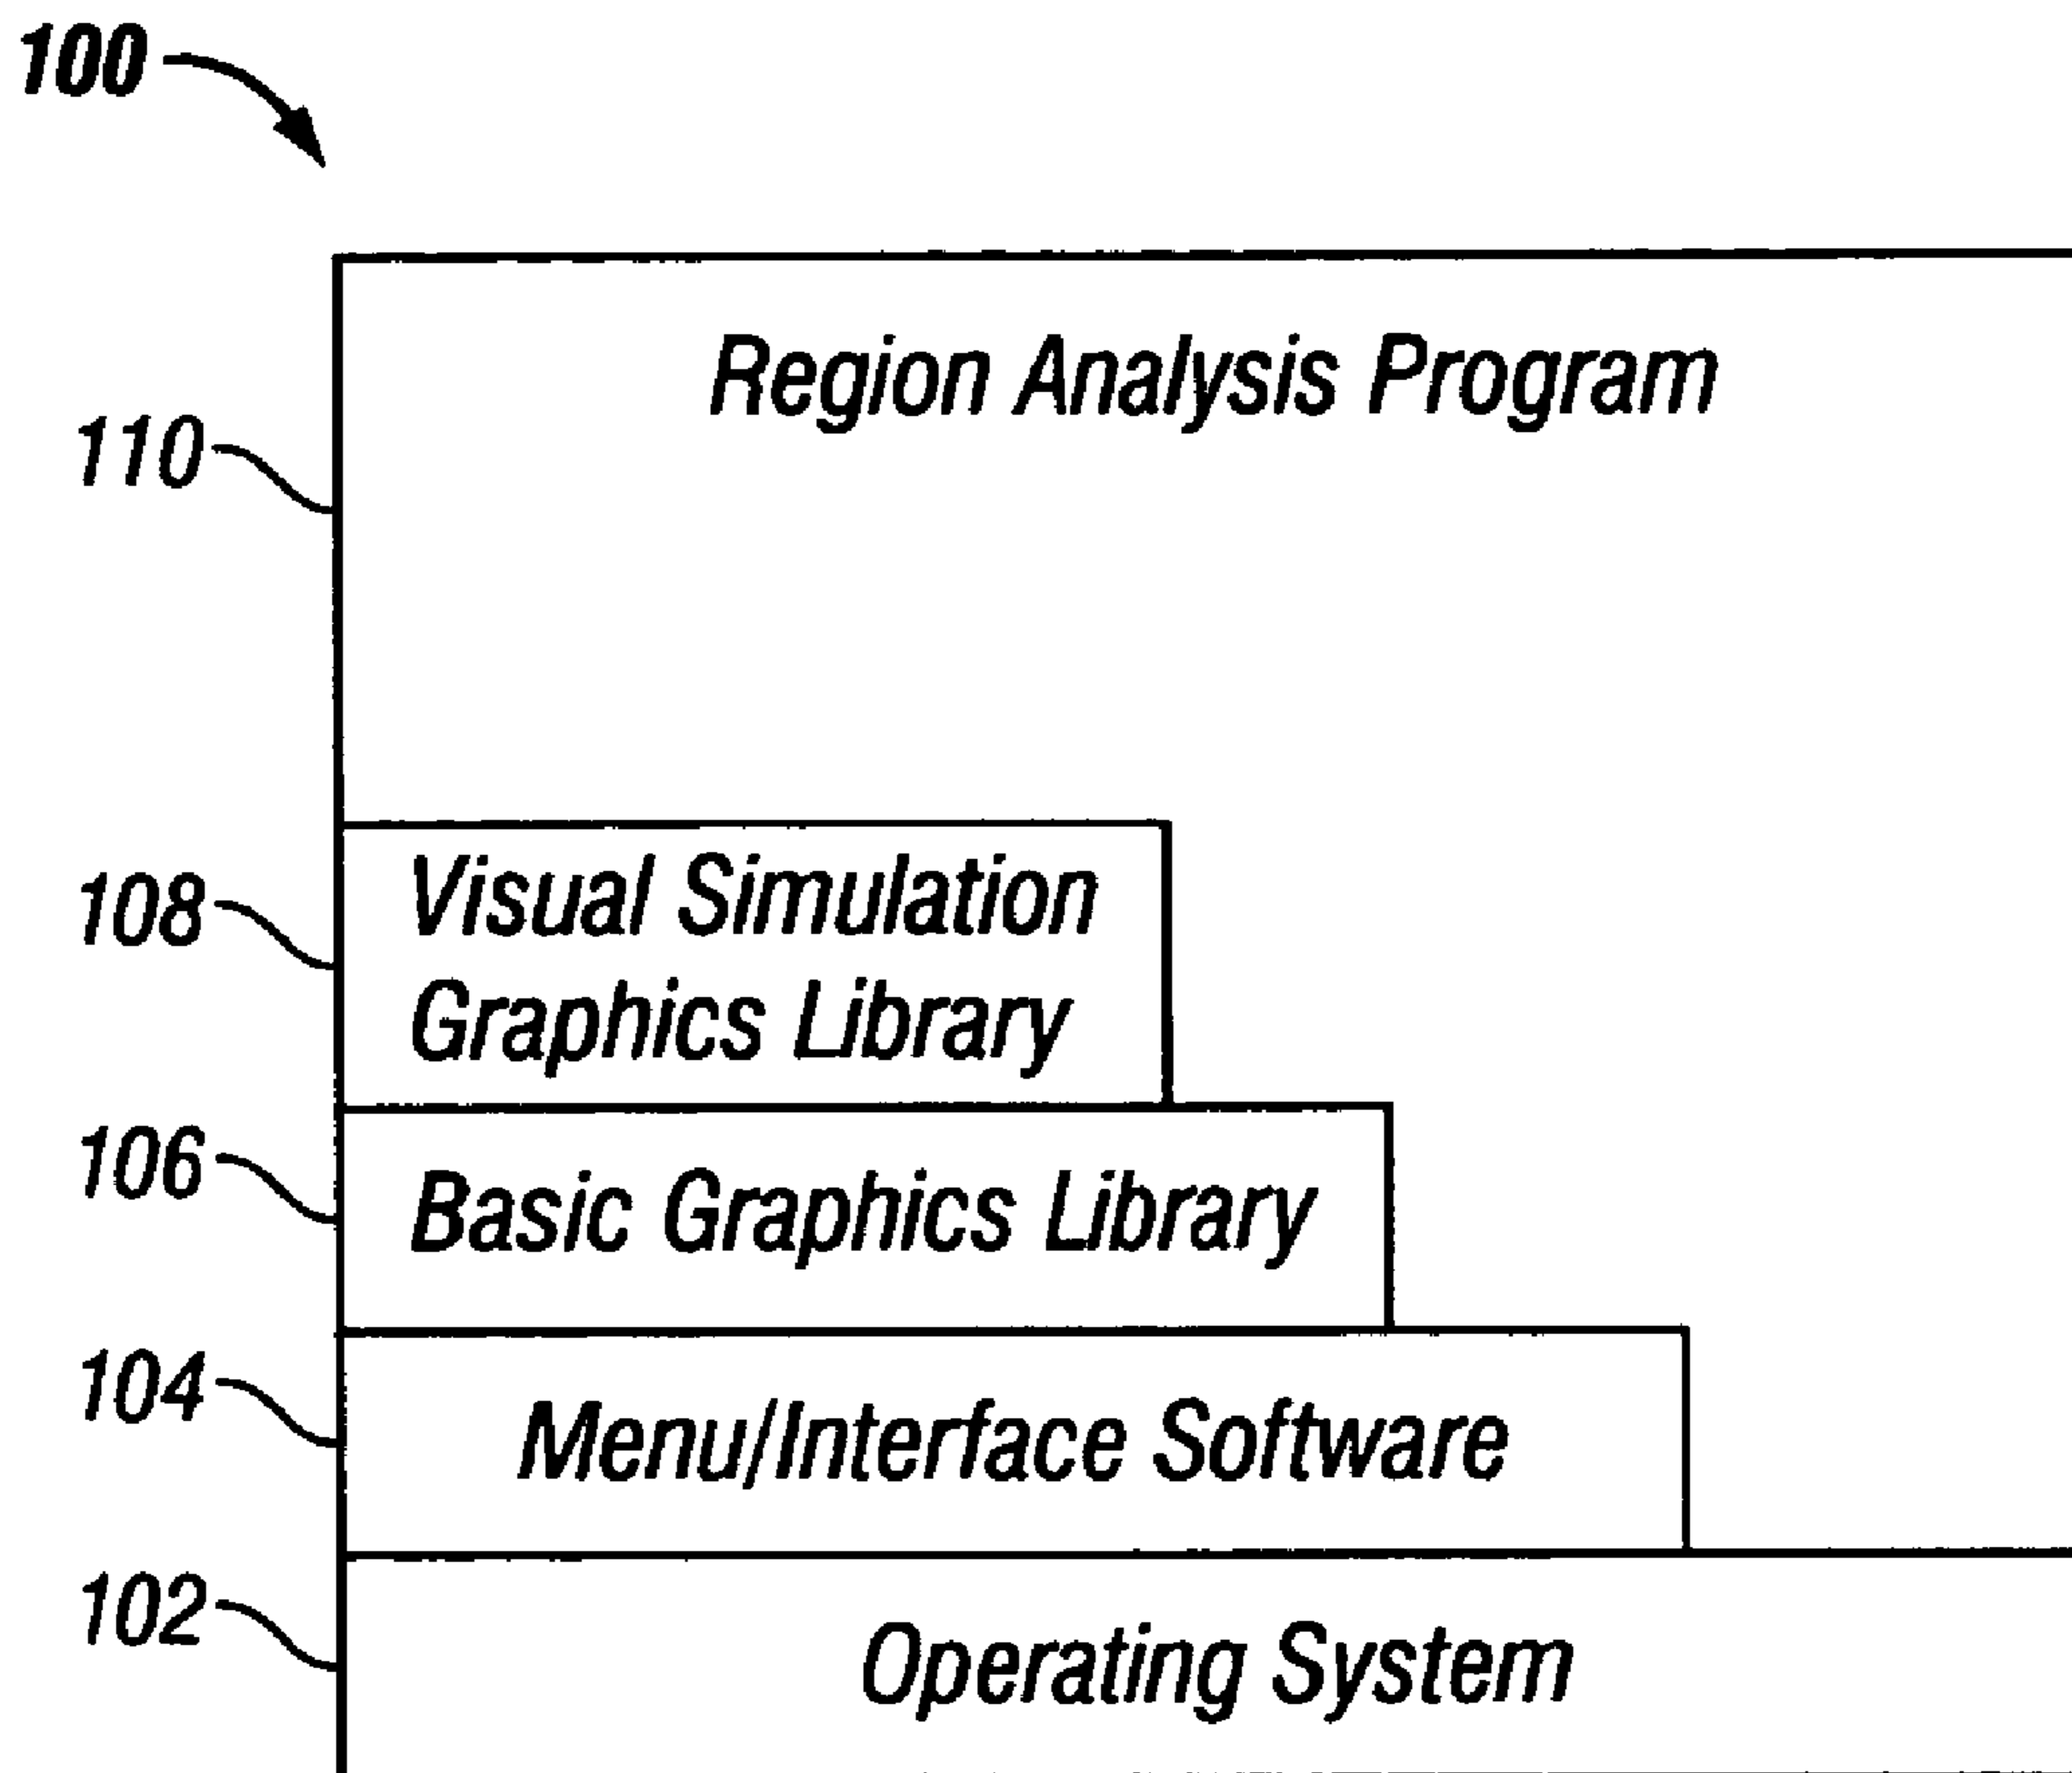 100
Region Analysis Program
110
108
Visual Simulation
Graphics Library
106
Basic Graphics Library
104
Menu/Interface Software
102
Operating System